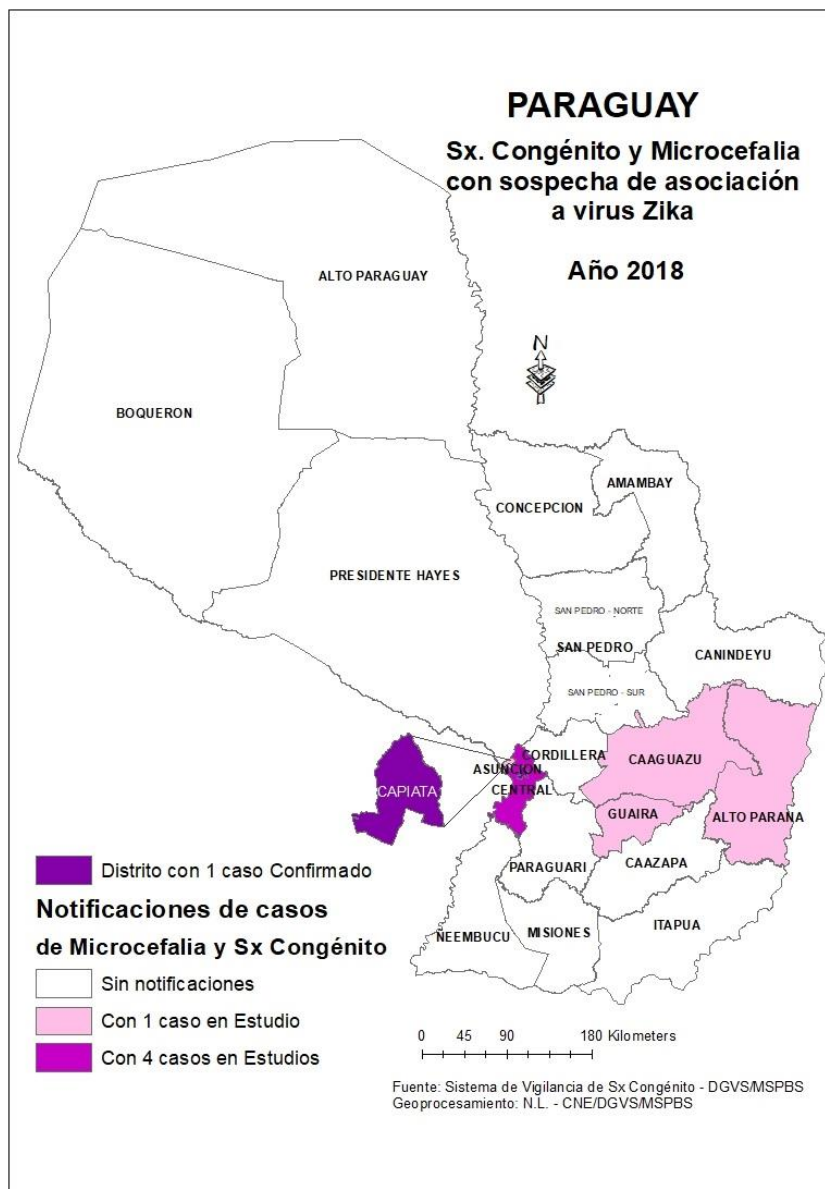 PARAGUAY
Sx. Congénito y Microcefalia
con sospecha de asociación
a virus Zika
Año 2018
ALTO PARAGUAY
N
BOQUERON
AMAMBAY
CONCEPCION
PRESIDENTE HAYES
SAN PEDRO - NORTE
SAN PEDRO
CANINDEYU
SAN PEDRO - SUR
CORDILLERA
CAAGUAZU
ASUNCION
CAPIATA
CENTRAL
GUAIRA
ALTO PARANA
CAAZAPA
PARAGUARI
ITAPUA
MISIONES
ÑEEMBUCU
Distrito con 1 caso Confirmado
Notificaciones de casos
de Microcefalia y Sx Congénito
Sin notificaciones
Con 1 caso en Estudio
Con 4 casos en Estudios
0 45 90 180 Kilometers
Fuente: Sistema de Vigilancia de Sx Congénito - DGVS/MSPBS
Geoprocesamiento: N.L. - CNE/DGVS/MSPBS